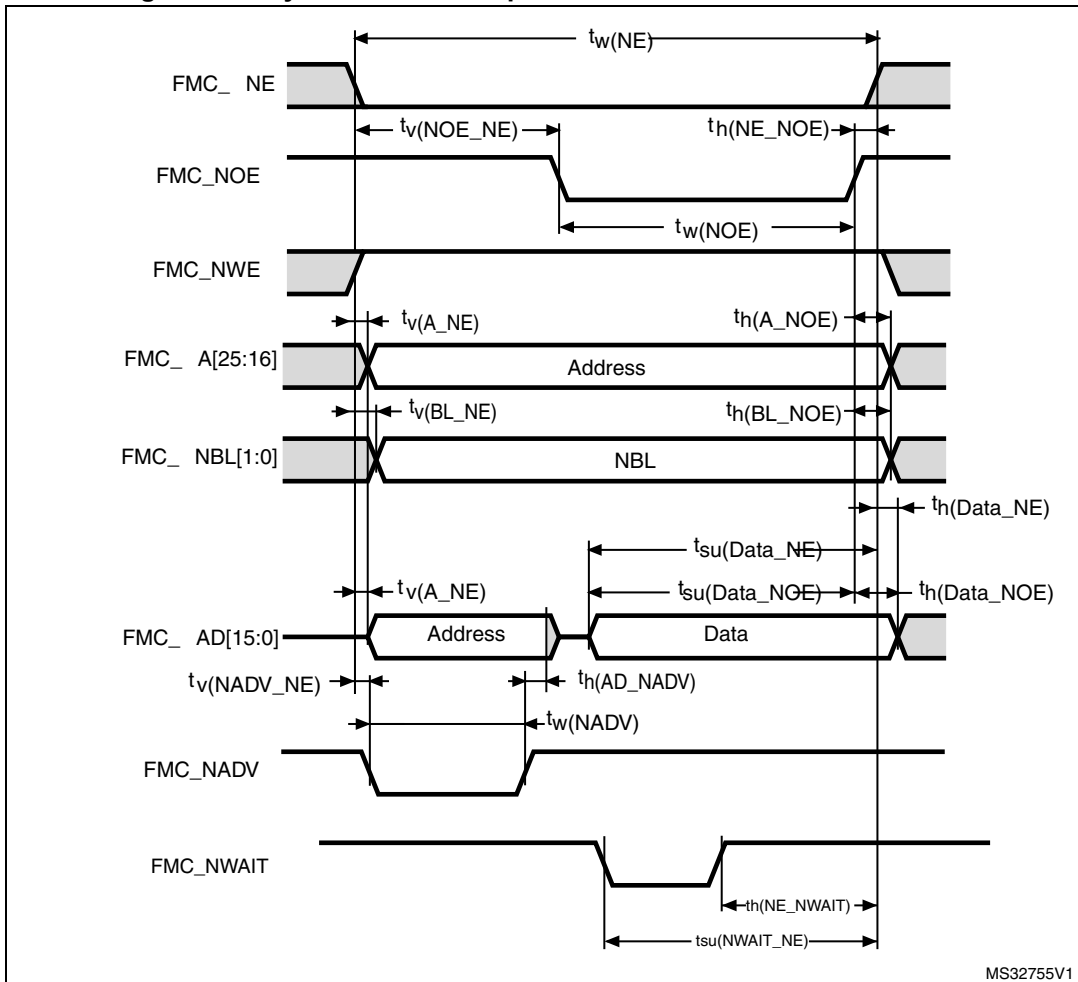 tw(NE)
FMC_ NE
tv(NOE_NE)
th(NE_NOE)
FMC_NOE
tw(NOE)
FMC_NWE
tv(A_NE)
th(A_NOE)
FMC_ A[25:16]
Address
tv(BL_NE)
th(BL_NOE)
FMC_ NBL[1:0]
NBL
th(Data_NE)
tsu(Data_NE)
tv(A_NE)
tsu(Data_NOE)
th(Data_NOE)
FMC_ AD[15:0]
Address
Data
tv(NADV_NE)
th(AD_NADV)
tw(NADV)
FMC_NADV
FMC_NWAIT
th(NE_NWAIT)
tsu(NWAIT_NE)
MS32755V1